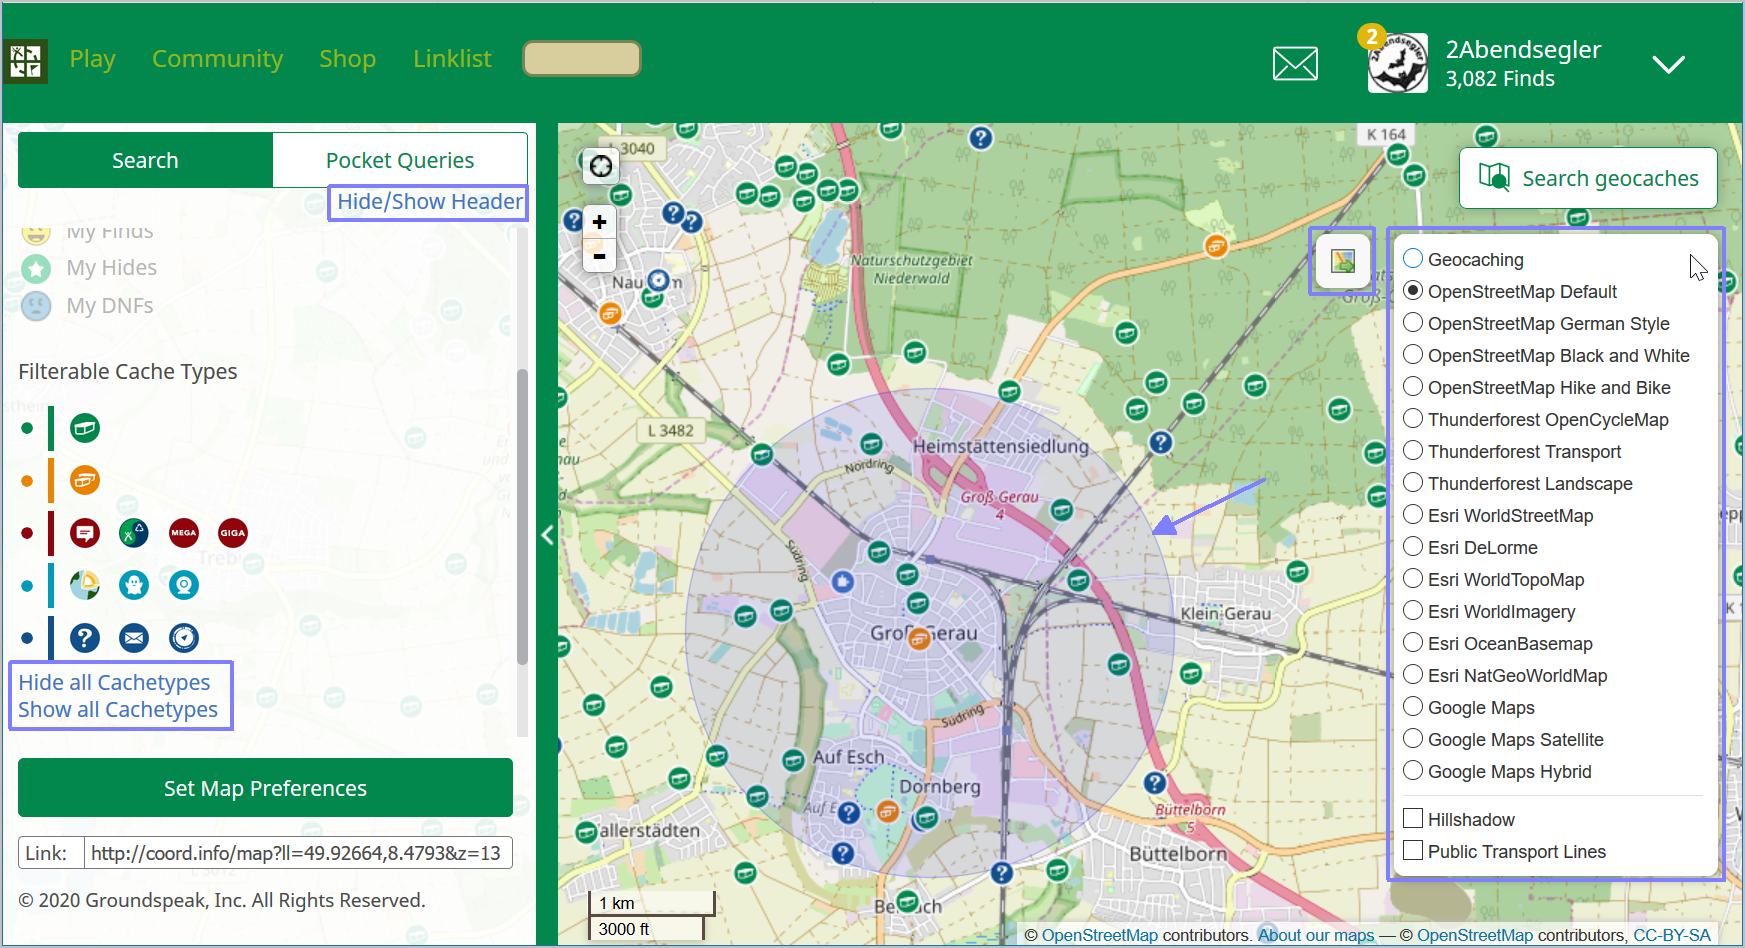 Play
Community
Shop
Linklist
2
2Abendsegler
2Abendsegler
3,082 Finds
Search
Pocket Queries
Hide/Show Header
My Finds
My Hides
My DNFs
Filterable Cache Types
MEGA
GIGA
Hide all Cachetypes
Show all Cachetypes
Set Map Preferences
Link:
http://coord.info/map?ll=49.92664,8.4793&z=13
© 2020 Groundspeak, Inc. All Rights Reserved.
L 3040
K 164
Search geocaches
+
-
Naturschutzgebiet
Niederwald
L 3482
Heimstättensiedlung
Nordring
Groß-Gerau
4
Südring
Klein-Gerau
Südring
Auf Esch
Dornberg
Büttelborn
5
allerstädten
Büttelborn
1 km
3000 ft
Geocaching
OpenStreetMap Default
OpenStreetMap German Style
OpenStreetMap Black and White
OpenStreetMap Hike and Bike
Thunderforest OpenCycleMap
Thunderforest Transport
Thunderforest Landscape
Esri WorldStreetMap
Esri DeLorme
Esri WorldTopoMap
Esri WorldImagery
Esri OceanBasemap
Esri NatGeoWorldMap
Google Maps
Google Maps Satellite
Google Maps Hybrid
Hillshadow
Public Transport Lines
© OpenStreetMap contributors. About our maps — © OpenStreetMap contributors, CC-BY-SA